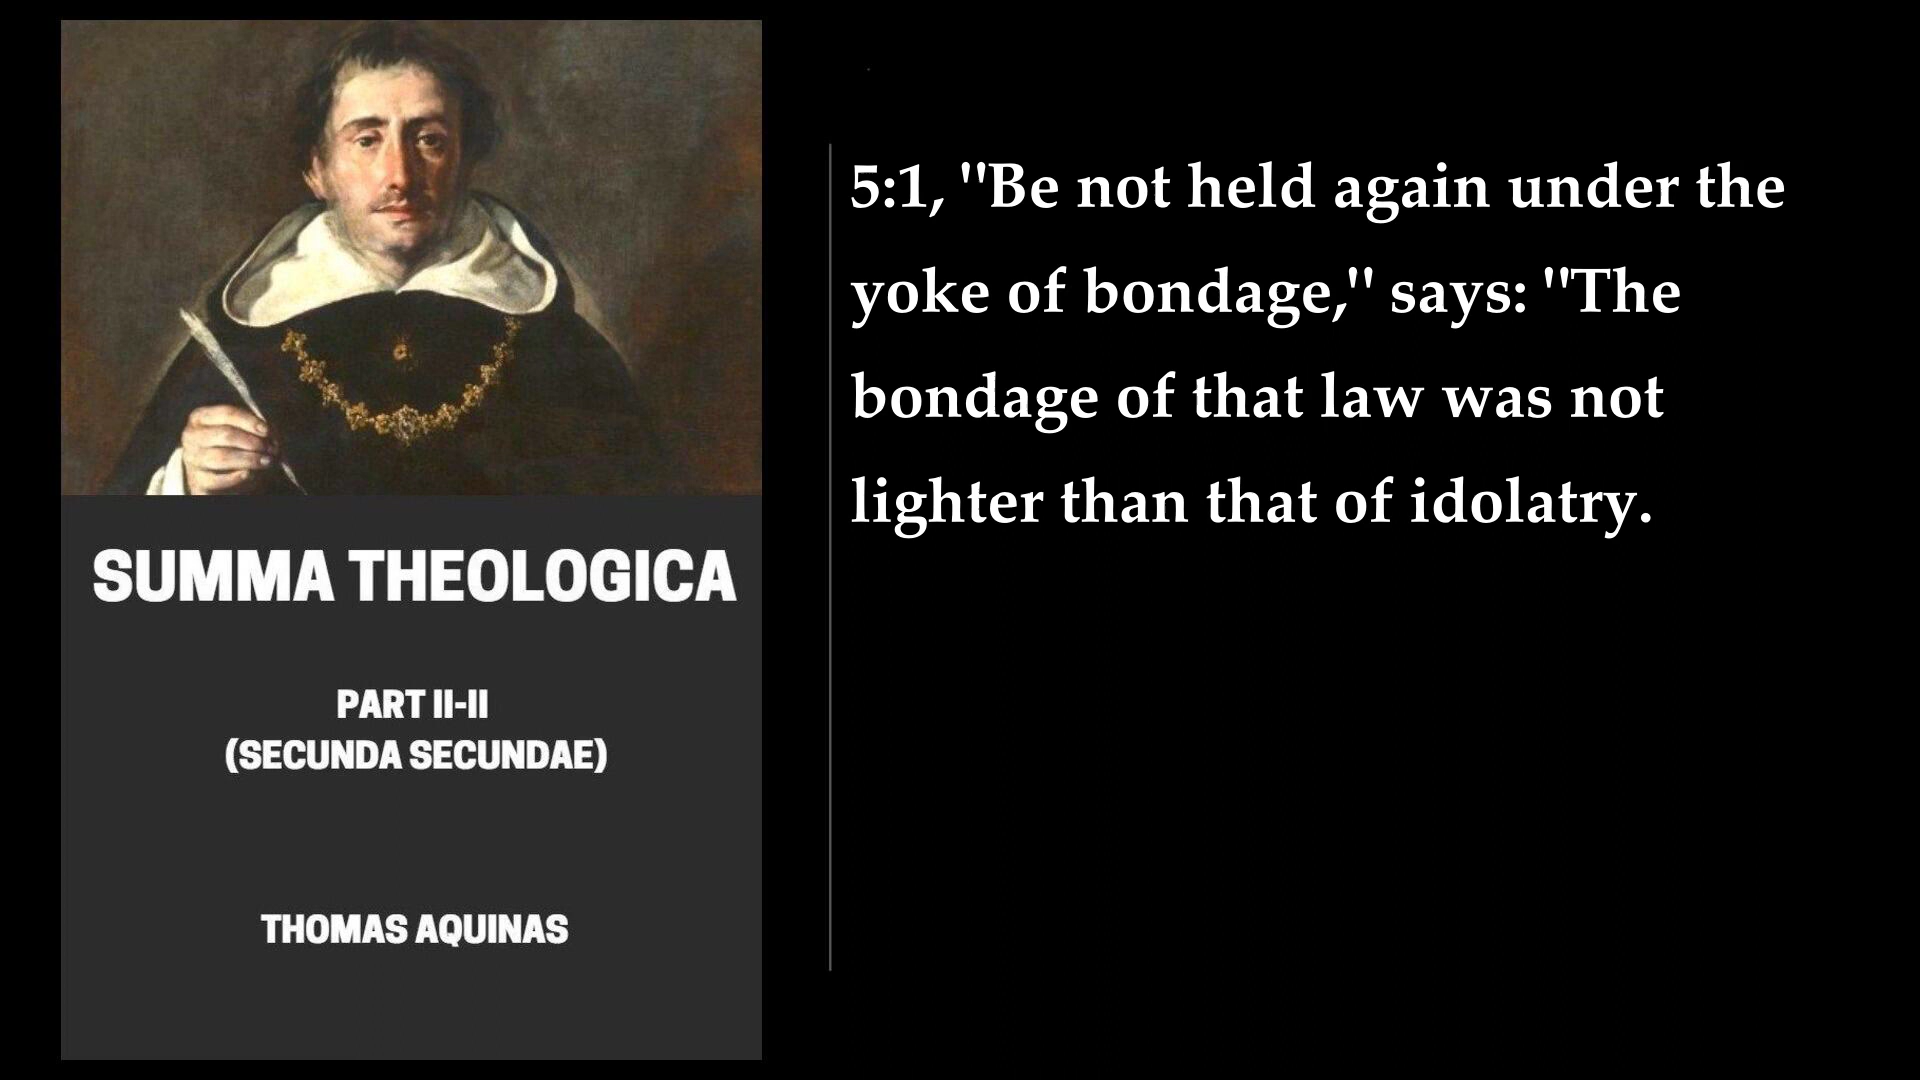 SUMMA THEOLOGICA
PART II-II
(SECUNDA SECUNDAE)
THOMAS AQUINAS
5:1, "Be not held again under the
yoke of bondage," says: "The
bondage of that law was not
lighter than that of idolatry.